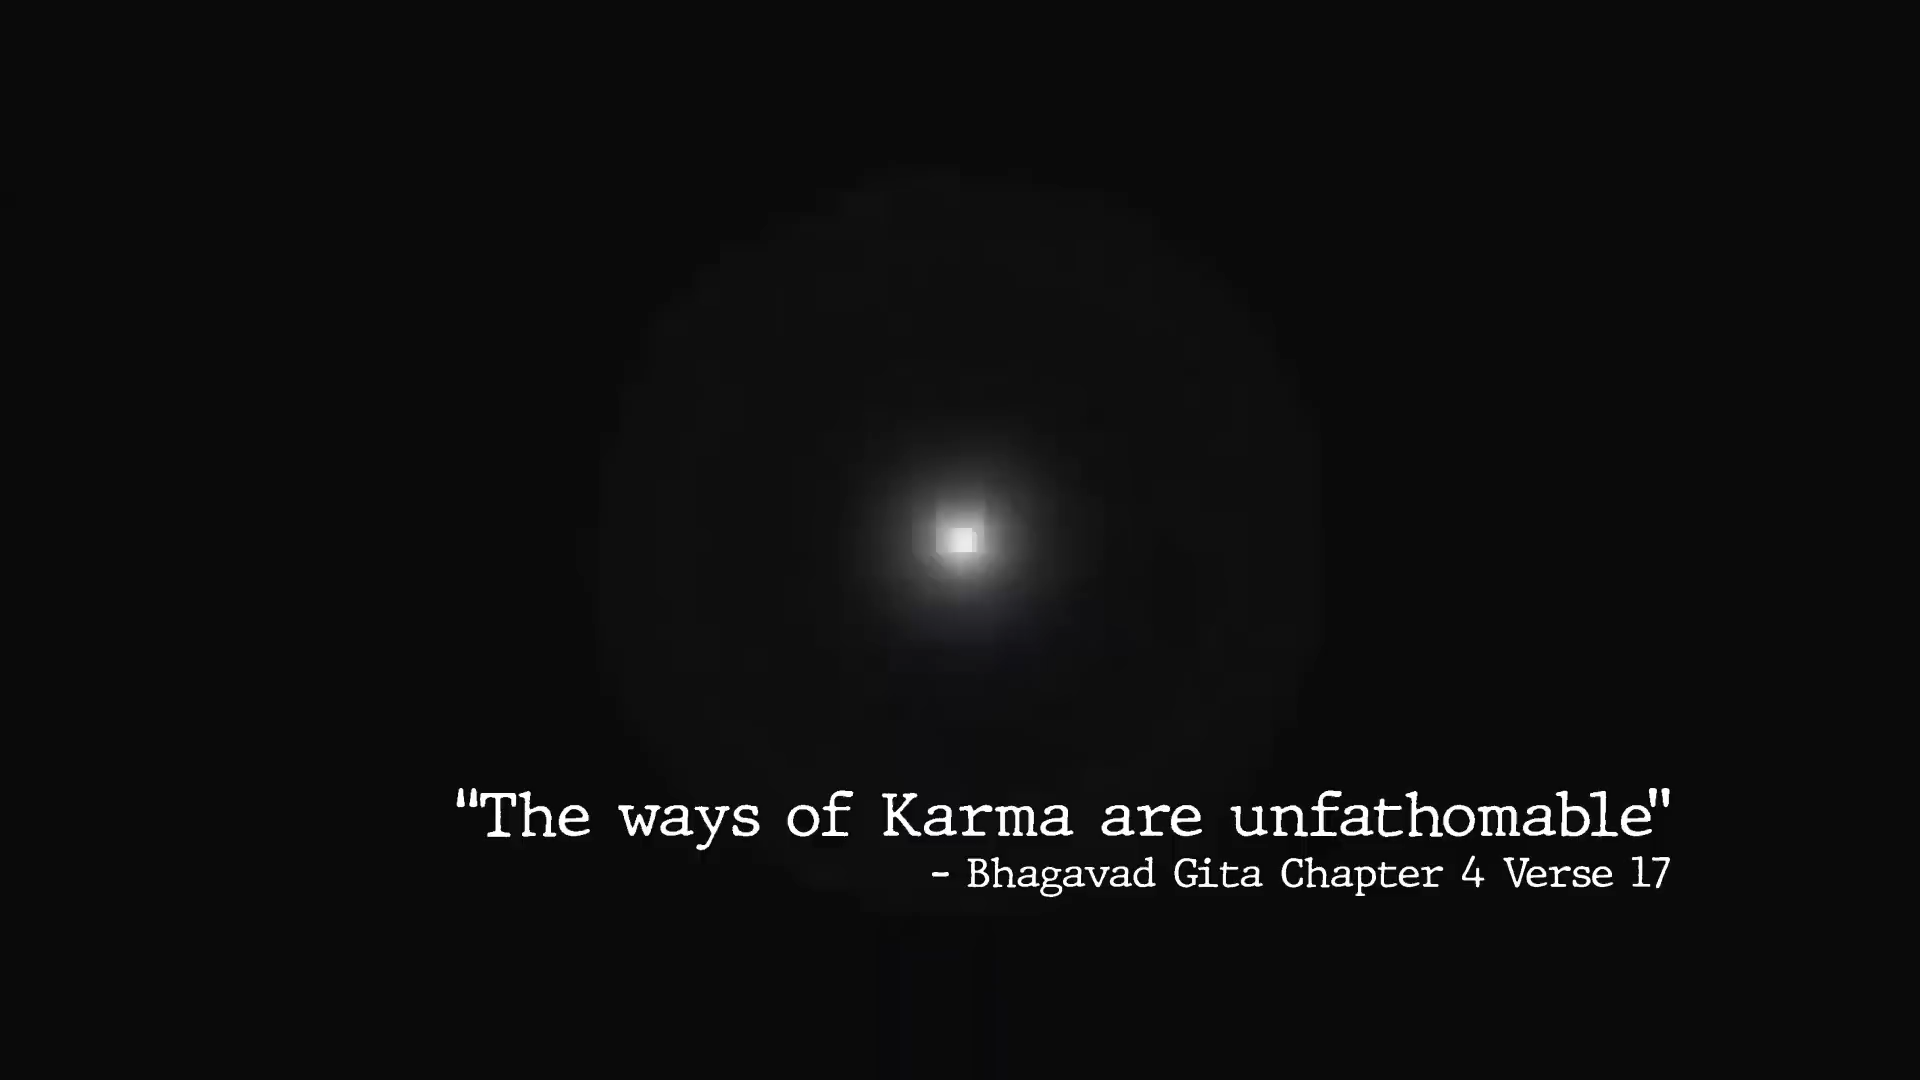 "The ways of Karma are unfathomable"
- Bhagavad Gita Chapter 4 Verse 17